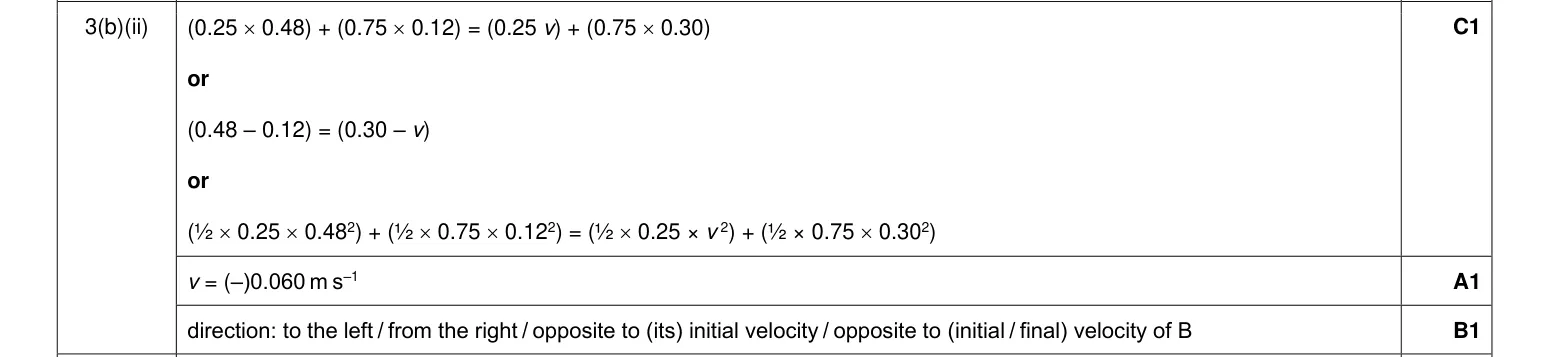 3(b)(ii) (0.25 × 0.48) + (0.75 × 0.12) = (0.25 v) + (0.75 × 0.30) C1
or
(0.48 – 0.12) = (0.30 – v)
or
(½ × 0.25 × 0.48²) + (½ × 0.75 × 0.12²) = (½ × 0.25 × v²) + (½ × 0.75 × 0.30²)
v = (–)0.060 m s⁻¹ A1
direction: to the left / from the right / opposite to (its) initial velocity / opposite to (initial / final) velocity of B B1